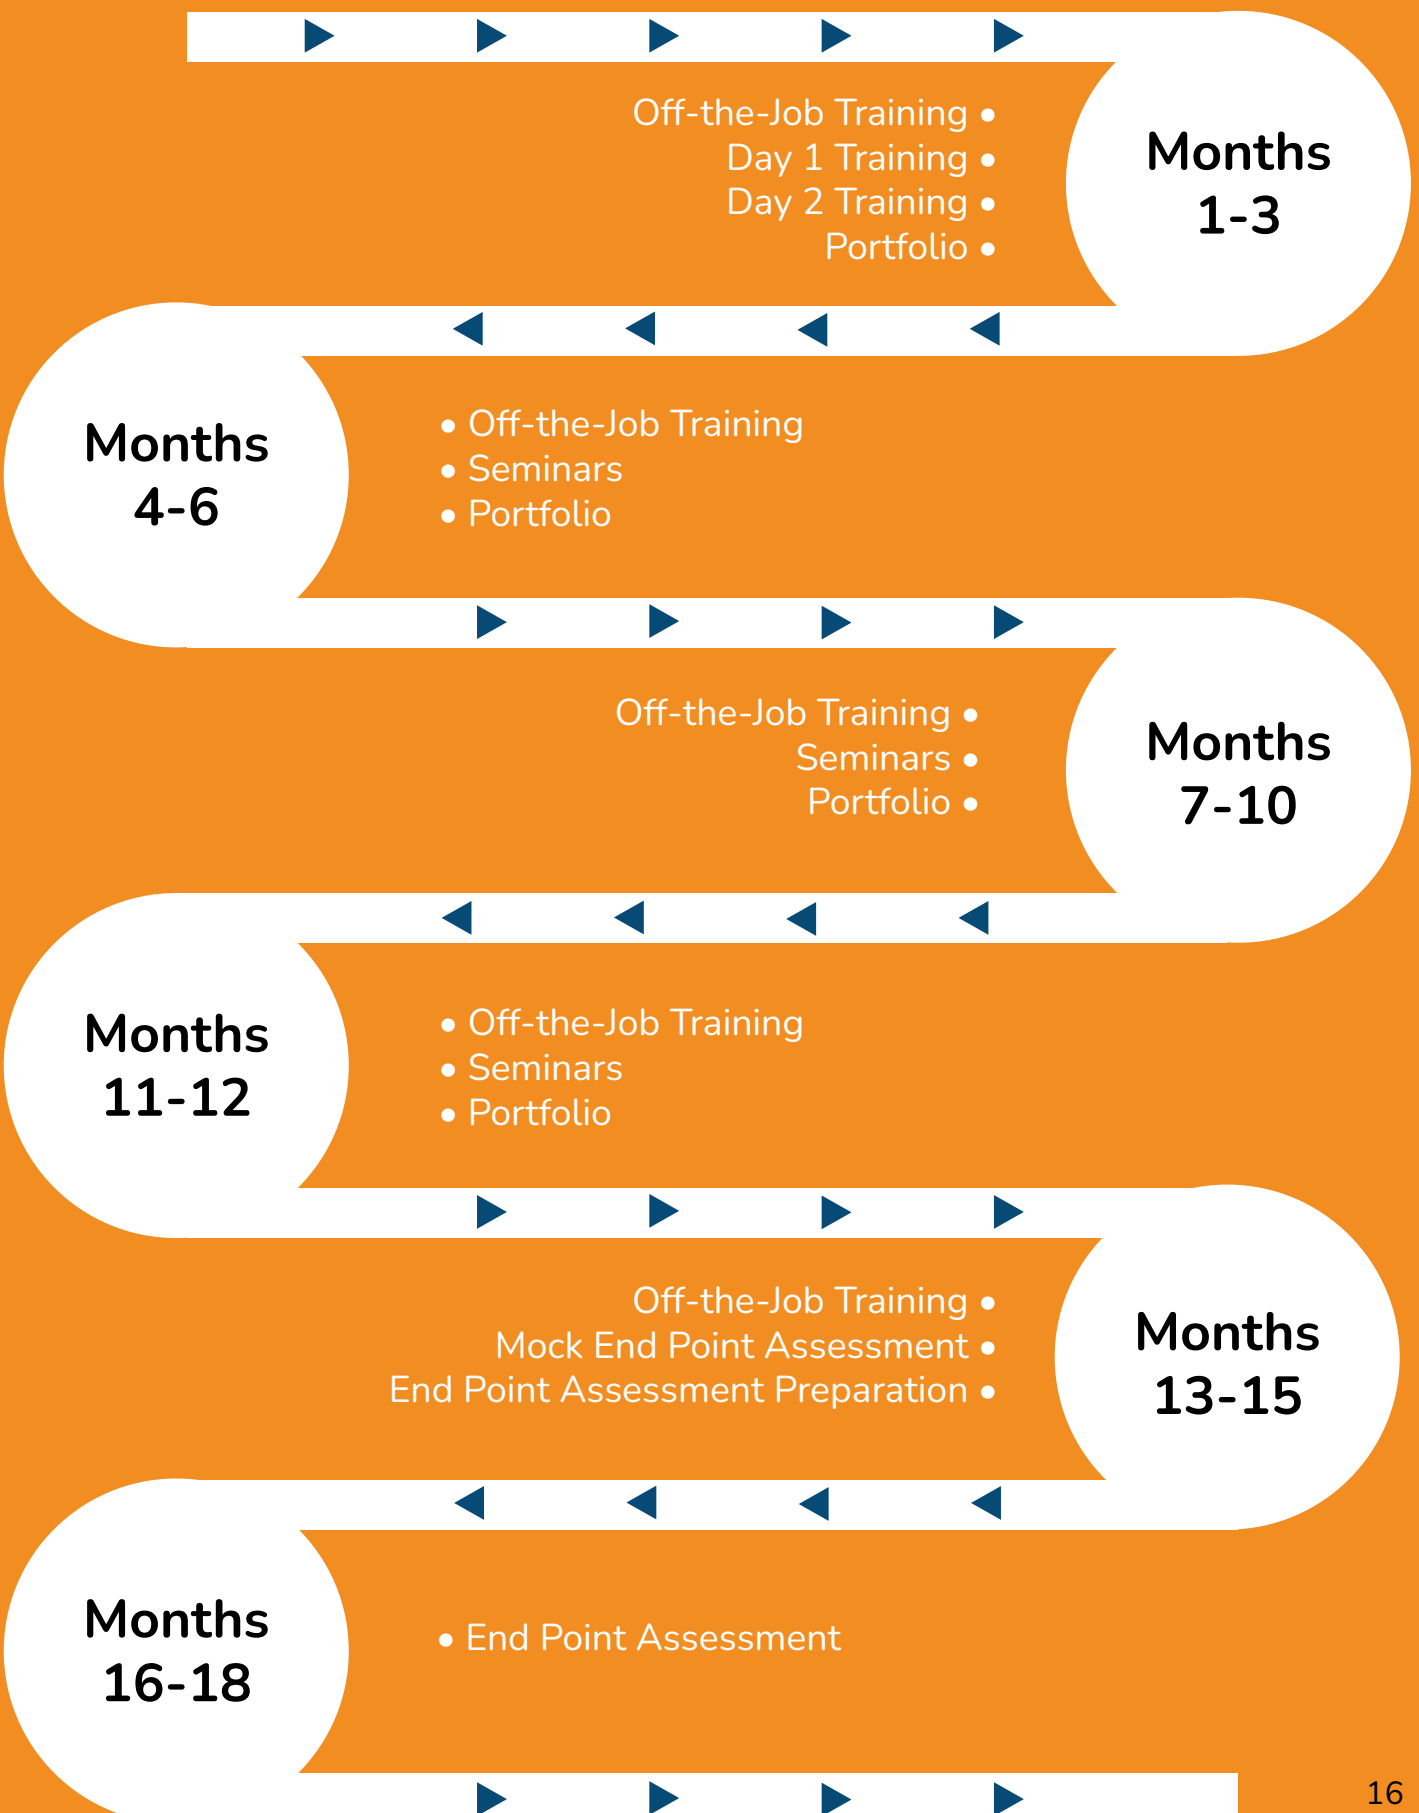 Months
1-3
Off-the-Job Training •
Day 1 Training •
Day 2 Training •
Portfolio •
Months
4-6
• Off-the-Job Training
• Seminars
• Portfolio
Months
7-10
Off-the-Job Training •
Seminars •
Portfolio •
Months
11-12
• Off-the-Job Training
• Seminars
• Portfolio
Months
13-15
Off-the-Job Training •
Mock End Point Assessment •
End Point Assessment Preparation •
Months
16-18
• End Point Assessment
16